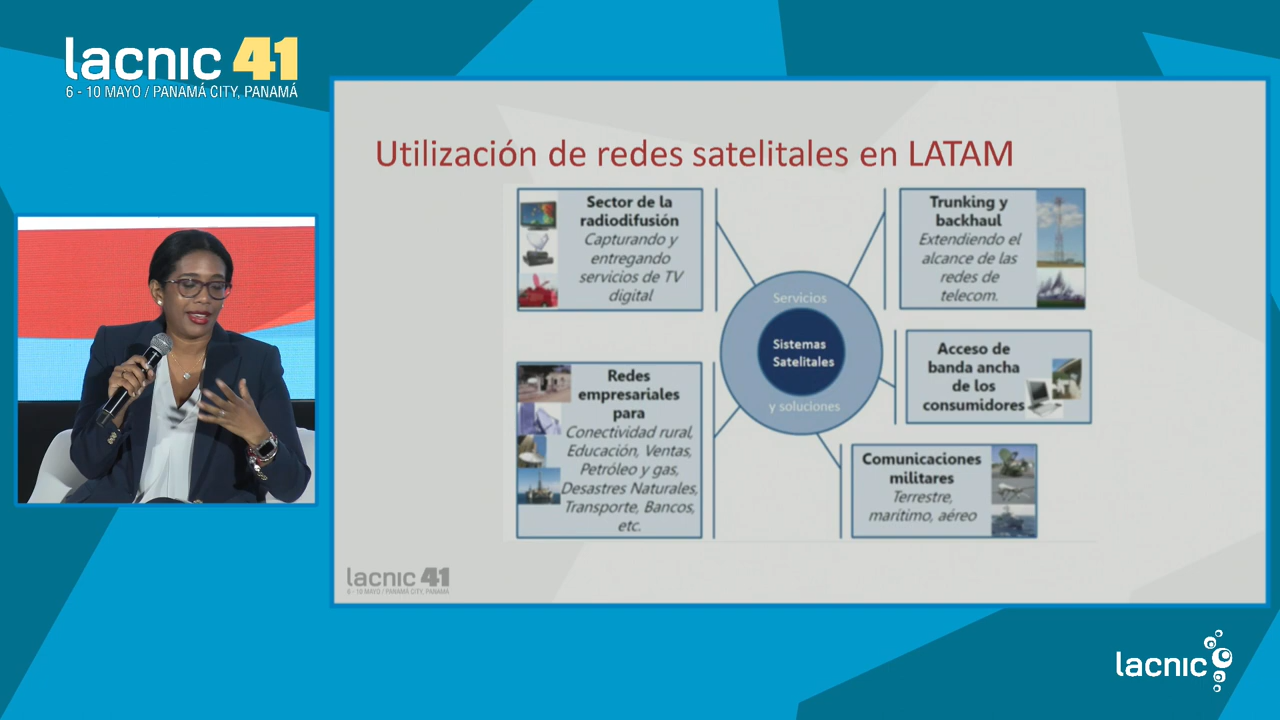 lacnic 41
6 - 10 MAYO / PANAMÁ CITY, PANAMÁ
Utilización de redes satelitales en LATAM
Sector de la
radiodifusión
Capturando y
entregando
servicios de TV
digital
Trunking y
backhaul
Extendiendo el
alcance de las
redes de
telecom.
Servicios
Sistemas
Satelitales
y soluciones
Acceso de
banda ancha
de los
consumidores
Redes
empresariales
para
Conectividad rural,
Educación, Ventas,
Petróleo y gas,
Desastres Naturales,
Transporte, Bancos,
etc.
Comunicaciones
militares
Terrestre,
marítimo, aéreo
lacnic 41
6 - 10 MAYO / PANAMÁ CITY, PANAMÁ
lacnic